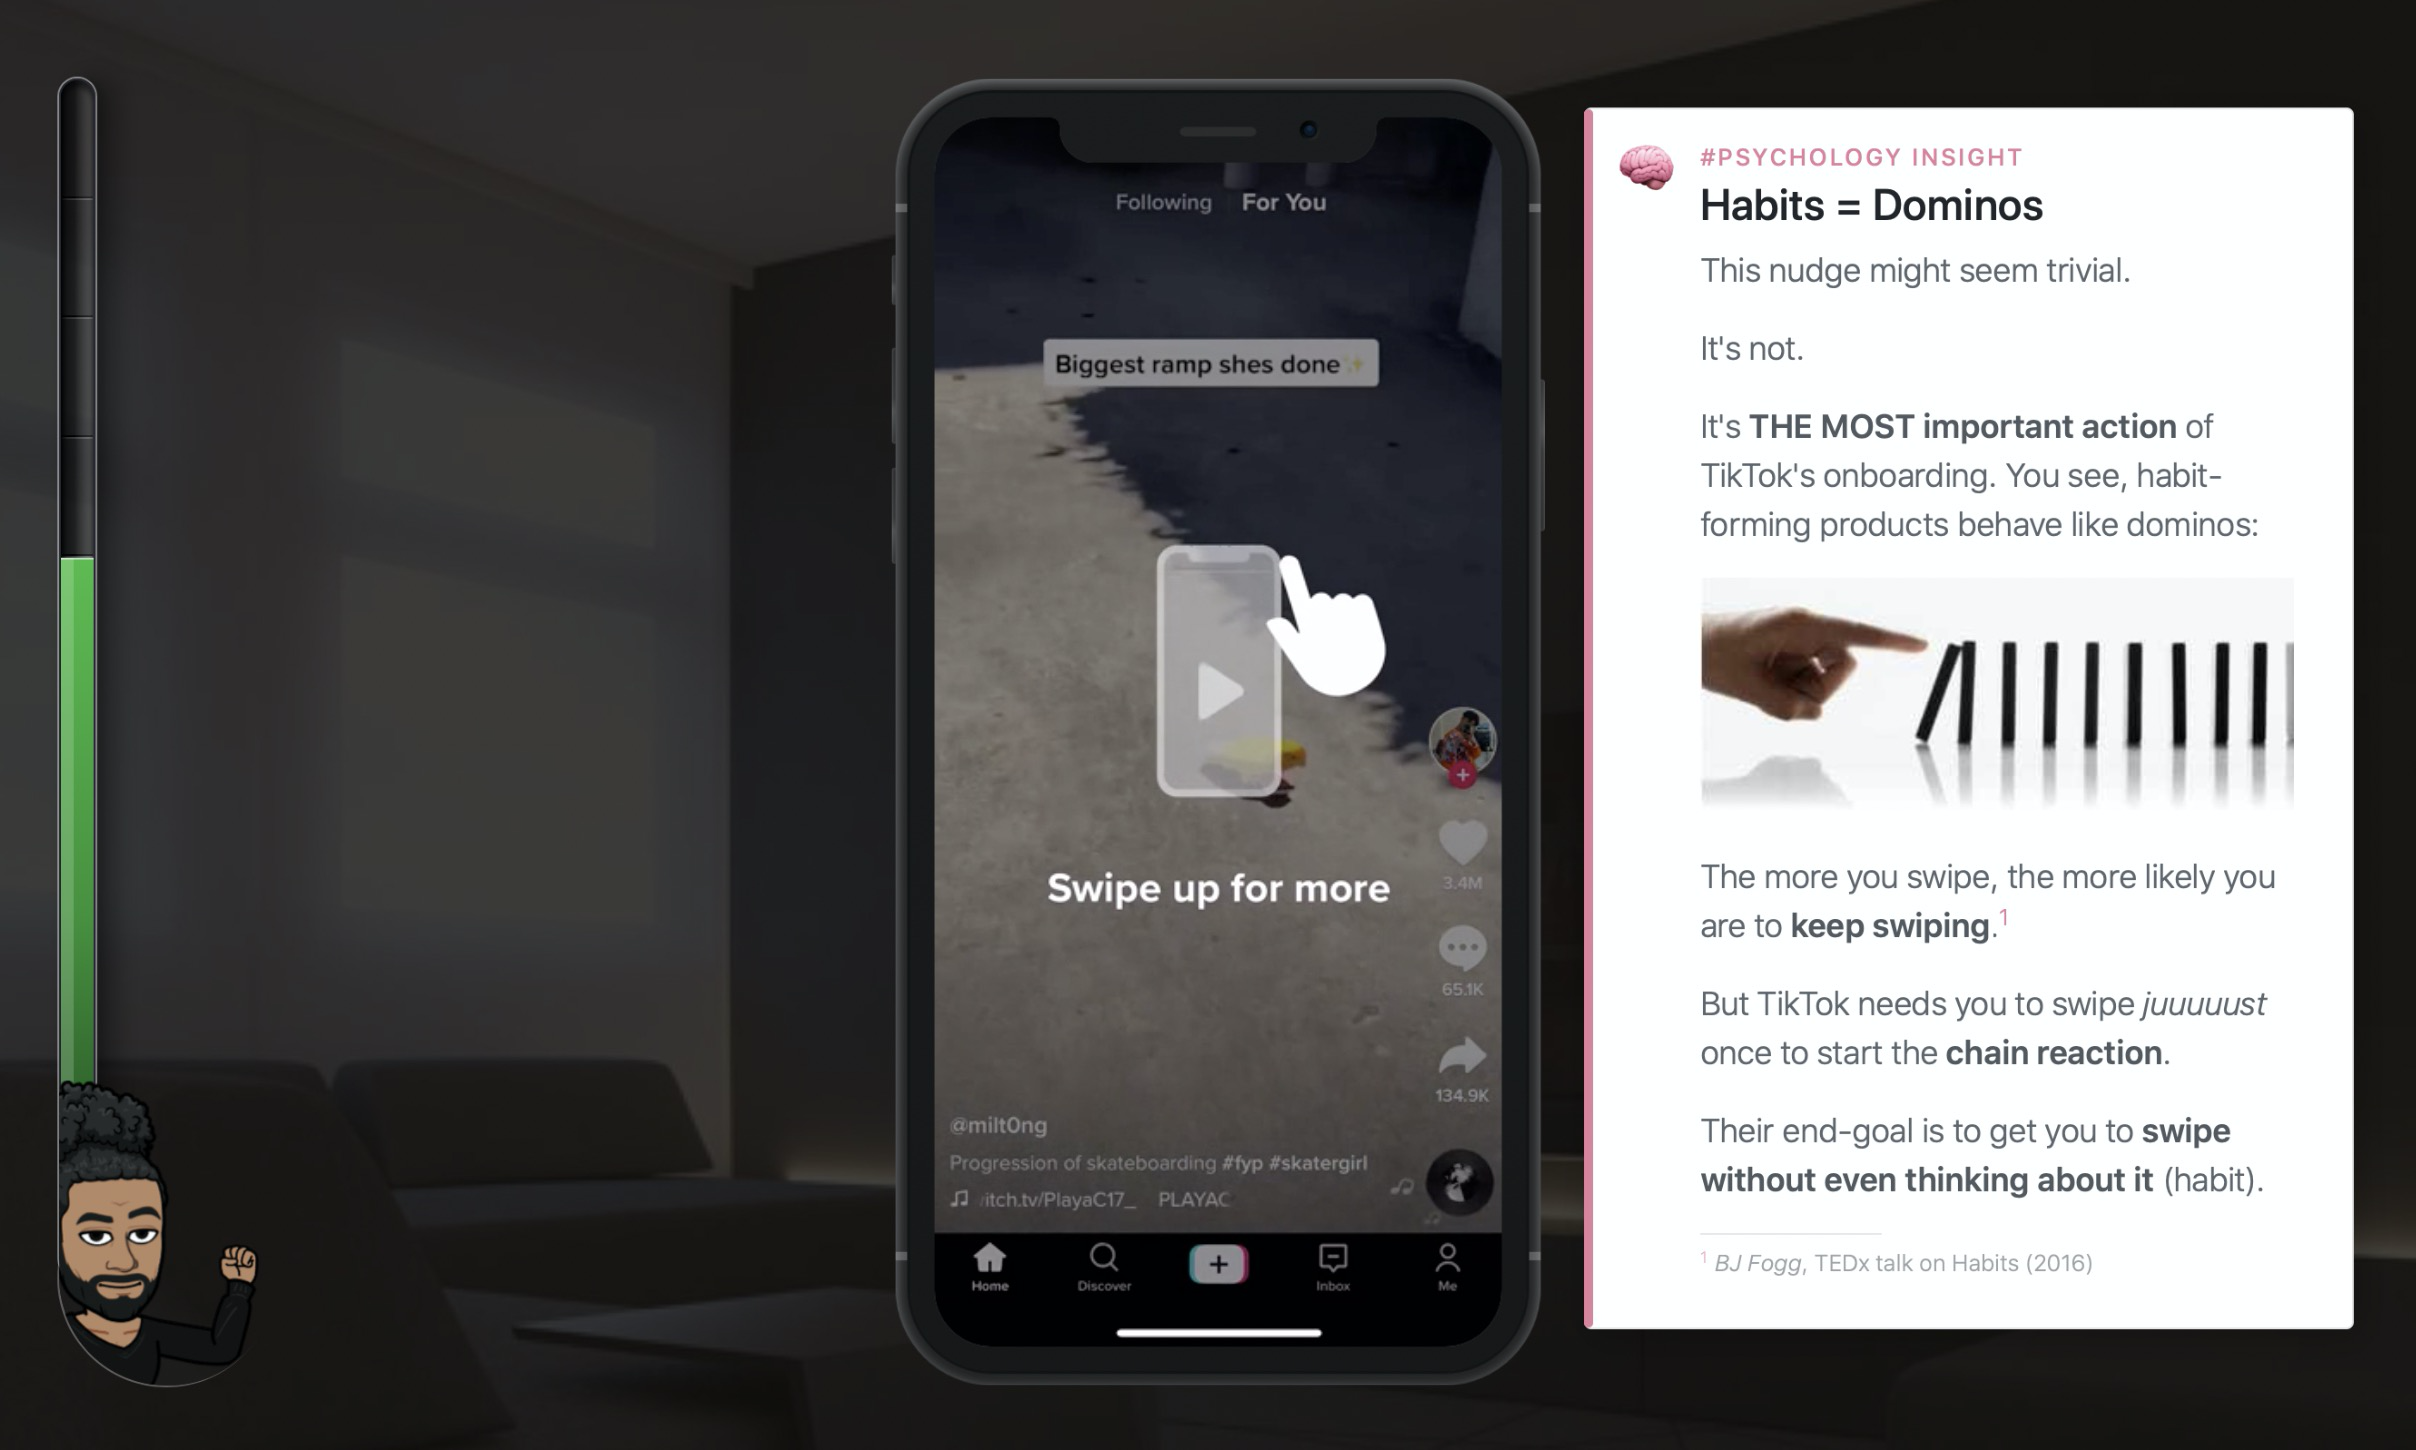 Following For You
Biggest ramp shes done✨
Swipe up for more
3.4M
65.1K
134.9K
@milt0ng
Progression of skateboarding #fyp #skatergirl
itch.tv/PlayaC17_ PLAYAC
Home Discover Inbox Me
#PSYCHOLOGY INSIGHT
Habits = Dominos
This nudge might seem trivial.
It's not.
It's THE MOST important action of
TikTok's onboarding. You see, habit-
forming products behave like dominos:
The more you swipe, the more likely you
are to keep swiping.1
But TikTok needs you to swipe juuuuust
once to start the chain reaction.
Their end-goal is to get you to swipe
without even thinking about it (habit).
1 BJ Fogg, TEDx talk on Habits (2016)